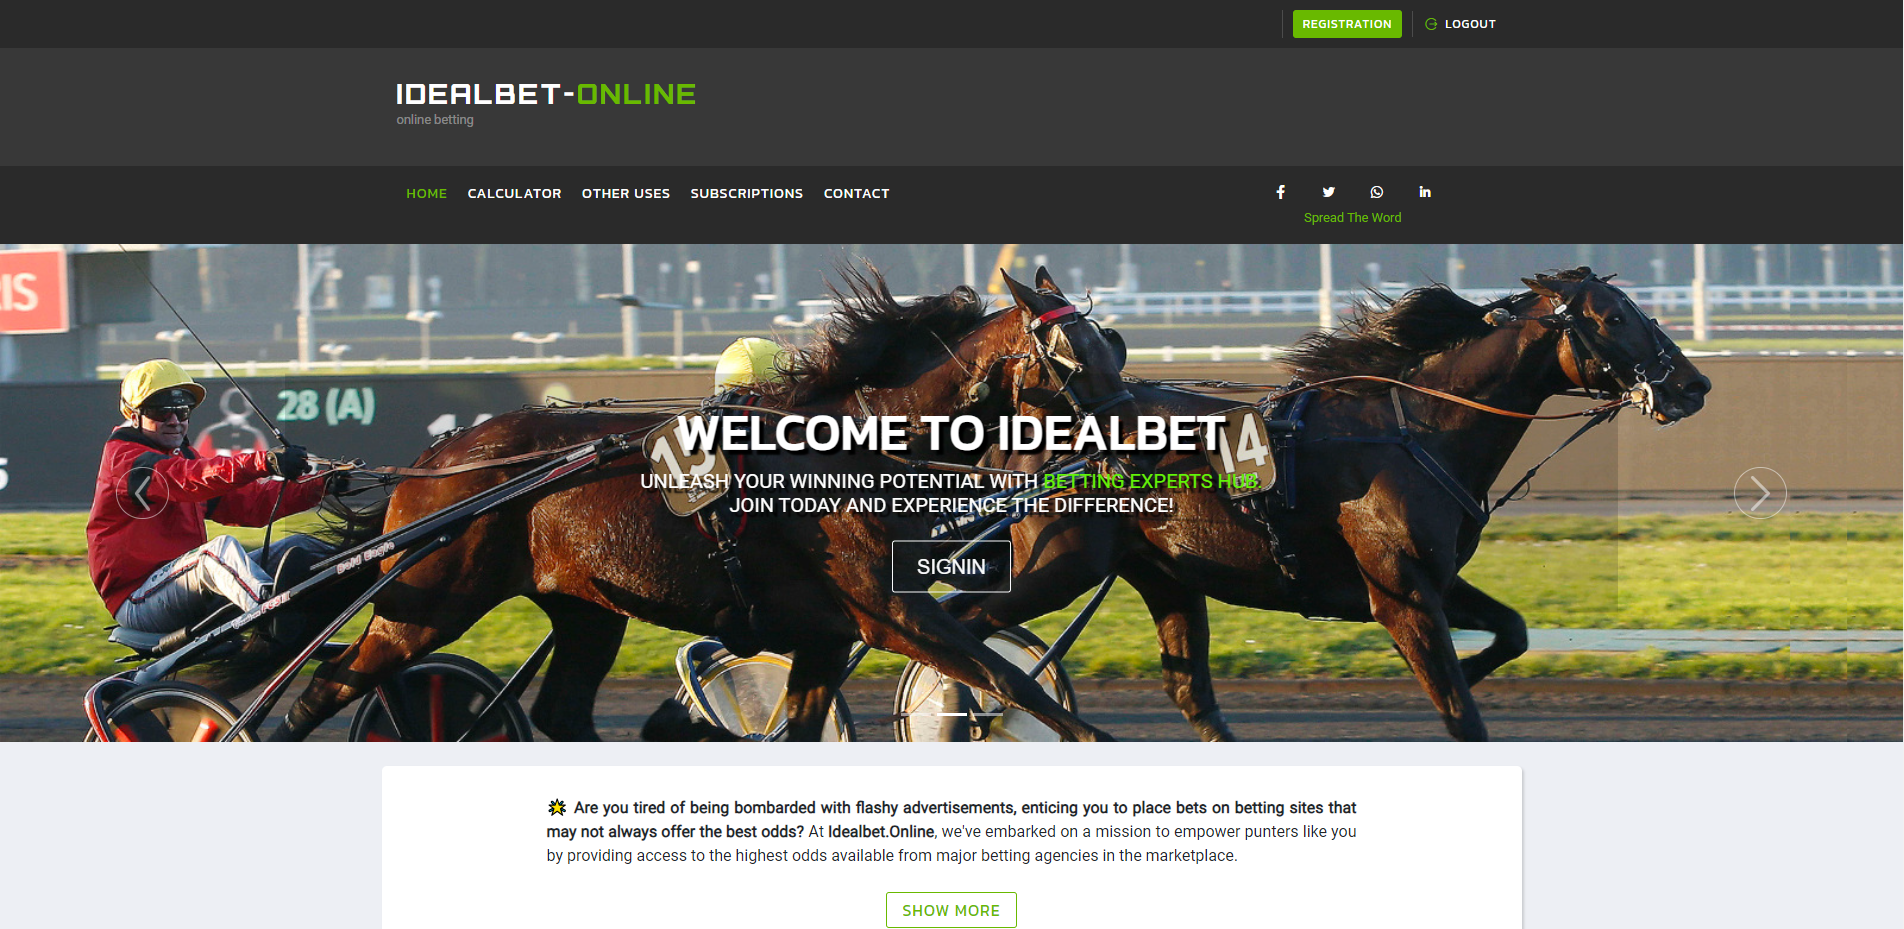 REGISTRATION
LOGOUT
IDEALBET-ONLINE
online betting
HOME CALCULATOR OTHER USES SUBSCRIPTIONS CONTACT
Spread The Word
IS
28 (A)
WELCOME TO IDEALBET
14
UNLEASH YOUR WINNING POTENTIAL WITH BETTING EXPERTS HUB.
JOIN TODAY AND EXPERIENCE THE DIFFERENCE!
Bold Eagle
SIGNIN
Are you tired of being bombarded with flashy advertisements, enticing you to place bets on betting sites that
may not always offer the best odds? At Idealbet.Online, we've embarked on a mission to empower punters like you
by providing access to the highest odds available from major betting agencies in the marketplace.
SHOW MORE